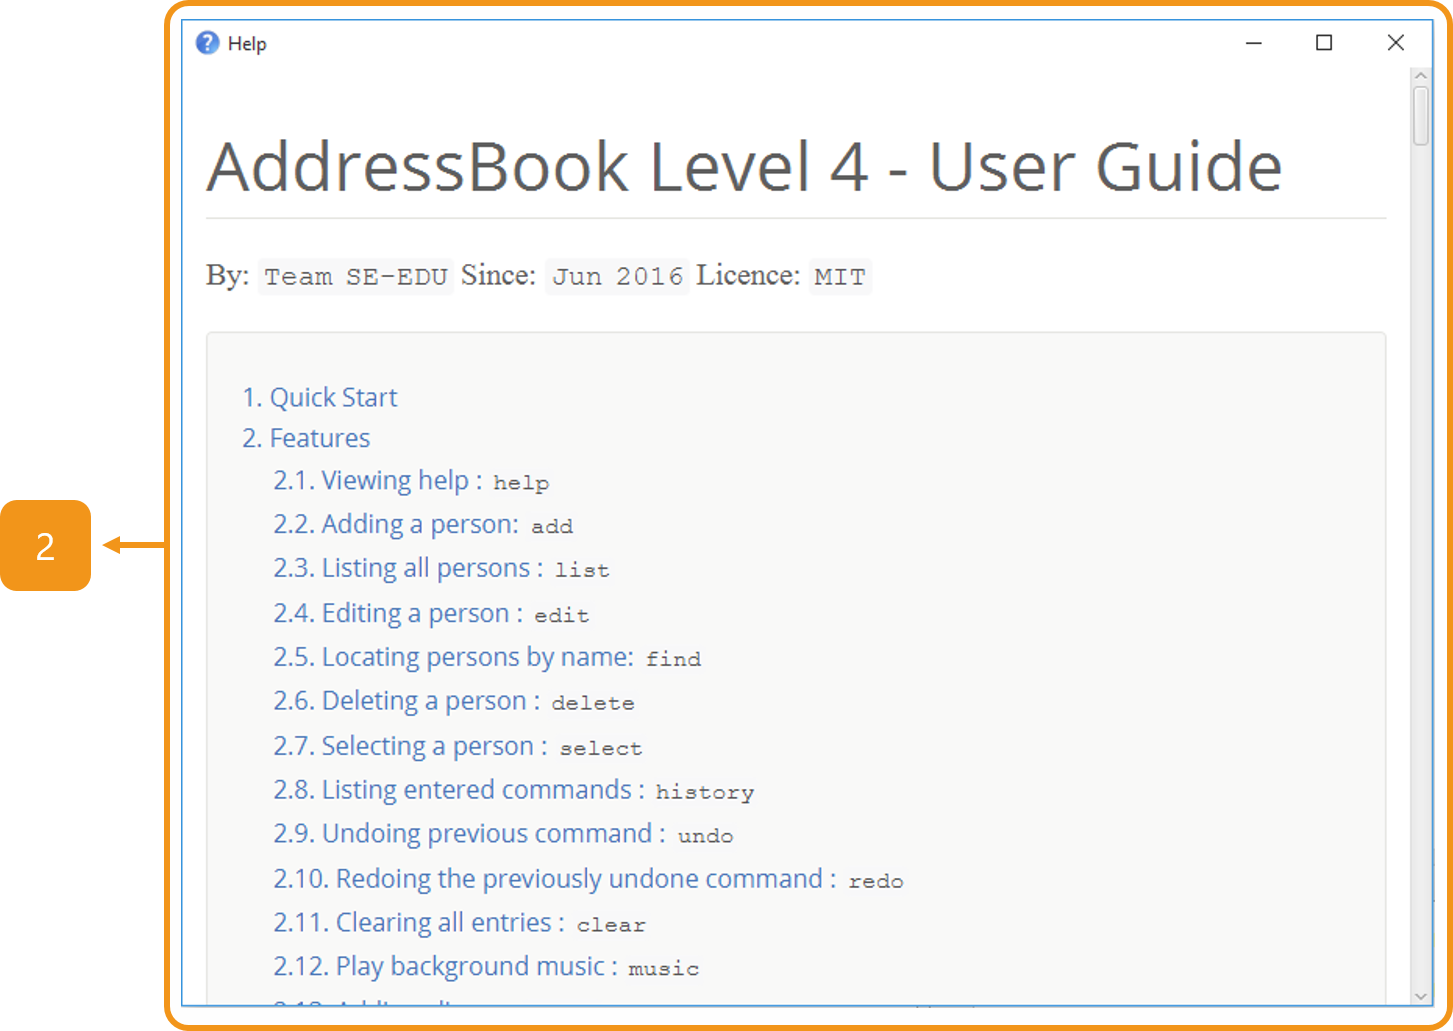 Help
AddressBook Level 4 - User Guide
By: Team SE-EDU Since: Jun 2016 Licence: MIT
1. Quick Start
2. Features
2.1. Viewing help : help
2.2. Adding a person: add
2.3. Listing all persons : list
2.4. Editing a person : edit
2.5. Locating persons by name: find
2.6. Deleting a person : delete
2.7. Selecting a person : select
2.8. Listing entered commands : history
2.9. Undoing previous command : undo
2.10. Redoing the previously undone command : redo
2.11. Clearing all entries : clear
2.12. Play background music : music
2